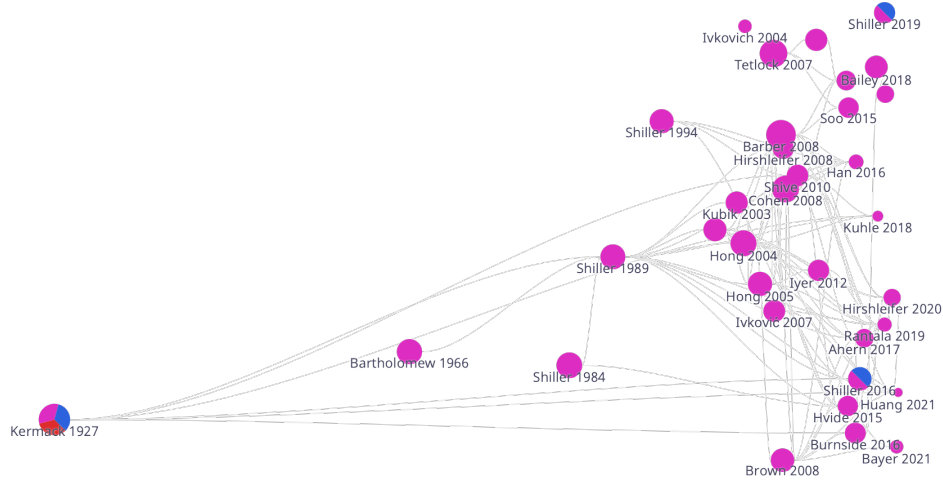 Shiller 2019
Ivkovich 2004
Tetlock 2007
Bailey 2018
Soo 2015
Shiller 1994
Barber 2008
Hirshleifer 2008
Han 2016
Shive 2010
Cohen 2008
Kubik 2003
Kuhle 2018
Hong 2004
Shiller 1989
Iyer 2012
Hong 2005
Hirshleifer 2020
Ivkovic 2007
Rantala 2019
Ahern 2017
Bartholomew 1966
Shiller 1984
Shiller 2016
Huang 2021
Hvide 2015
Kermack 1927
Burnside 2016
Bayer 2021
Brown 2008